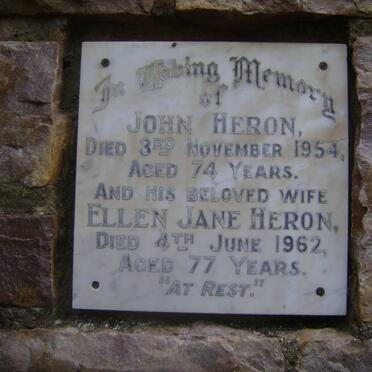 In Loving Memory
of
JOHN HERON,
DIED 3RD NOVEMBER 1954,
AGED 74 YEARS.
AND HIS BELOVED WIFE
ELLEN JANE HERON,
DIED 4TH JUNE 1962,
AGED 77 YEARS.
"AT REST."